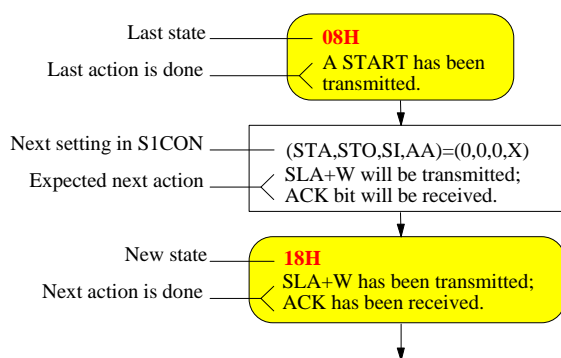 Last state
08H
Last action is done
A START has been
transmitted.
Next setting in S1CON
(STA,STO,SI,AA)=(0,0,0,X)
Expected next action
SLA+W will be transmitted;
ACK bit will be received.
New state
18H
Next action is done
SLA+W has been transmitted;
ACK has been received.